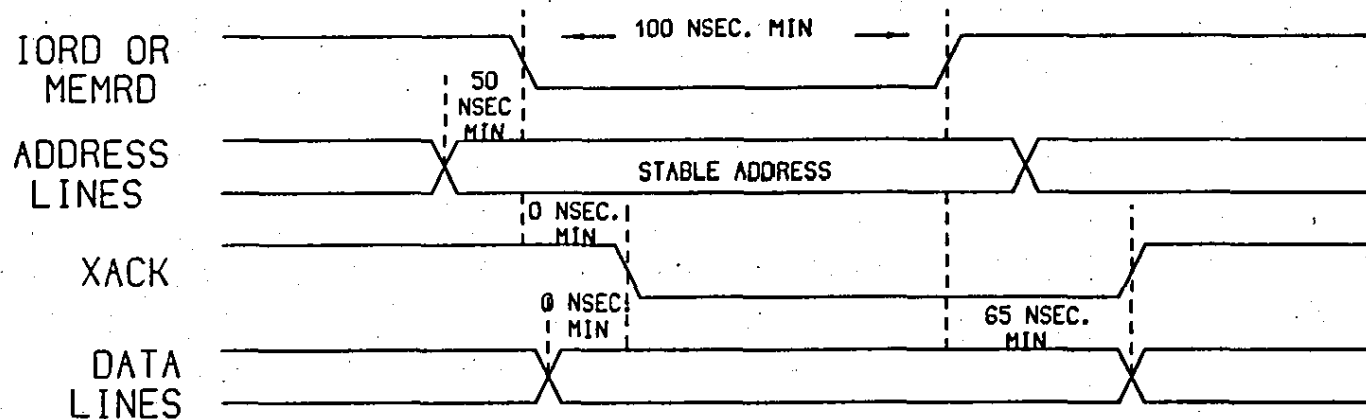 IORD OR
MEMRD
100 NSEC. MIN
50
NSEC
MIN
ADDRESS
LINES
STABLE ADDRESS
0 NSEC.
MIN
XACK
0 NSEC.
MIN
65 NSEC.
MIN
DATA
LINES